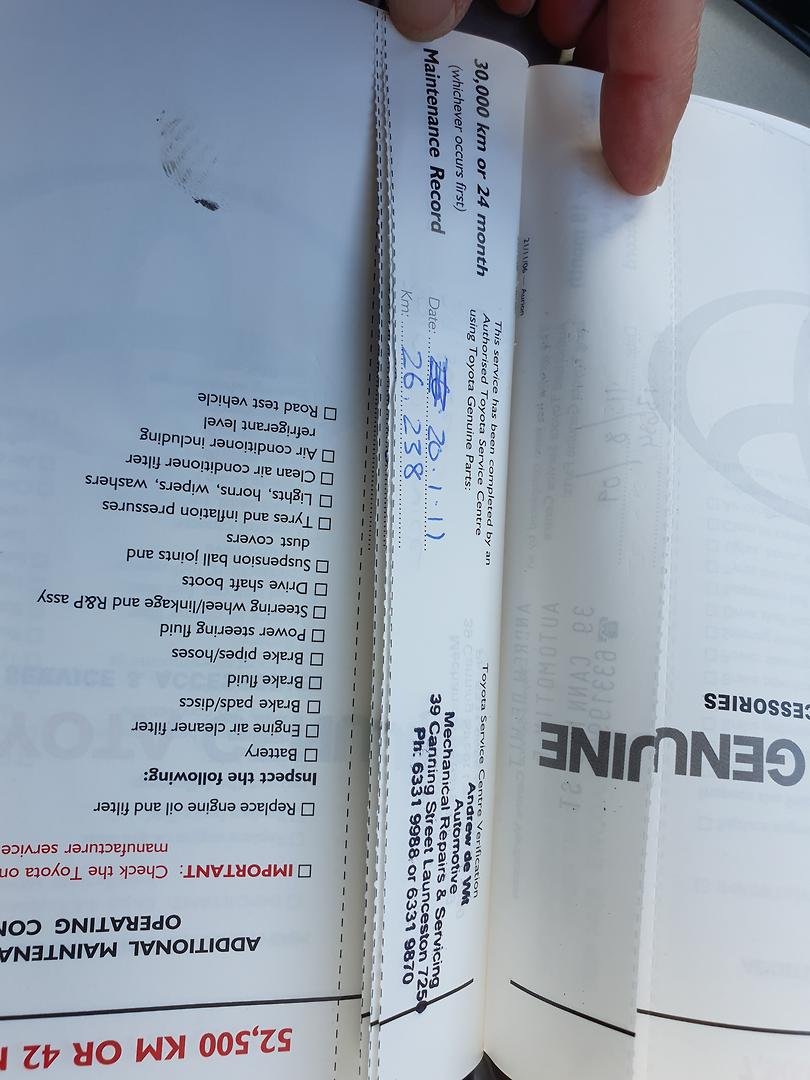 30,000 km or 24 month
(whichever occurs first)
Maintenance Record
21/11/06 — Aurion
This service has been completed by an
Authorised Toyota Service Centre
using Toyota Genuine Parts:
Date: 20.1.11
Km: 26,238
Toyota Service Centre Verification
Andrew de Wit
Automotive
Mechanical Repairs & Servicing
39 Canning Street Launceston 7250
Ph: 6331 9988 or 6331 9870
52,500 KM OR 42
ADDITIONAL
OPERATING
IMPORTANT: Check the Toyota
manufacturer service
Replace engine oil and filter
Inspect the following:
Battery
Engine air cleaner filter
Brake pads/discs
Brake fluid
Brake pipes/hoses
Power steering fluid
Steering wheel/linkage and R&P assy
Drive shaft boots
Suspension ball joints and
dust covers
Tyres and inflation pressures
Lights, horns, wipers, washers
Clean air conditioner filter
Air conditioner including
refrigerant level
Road test vehicle
GENUINE